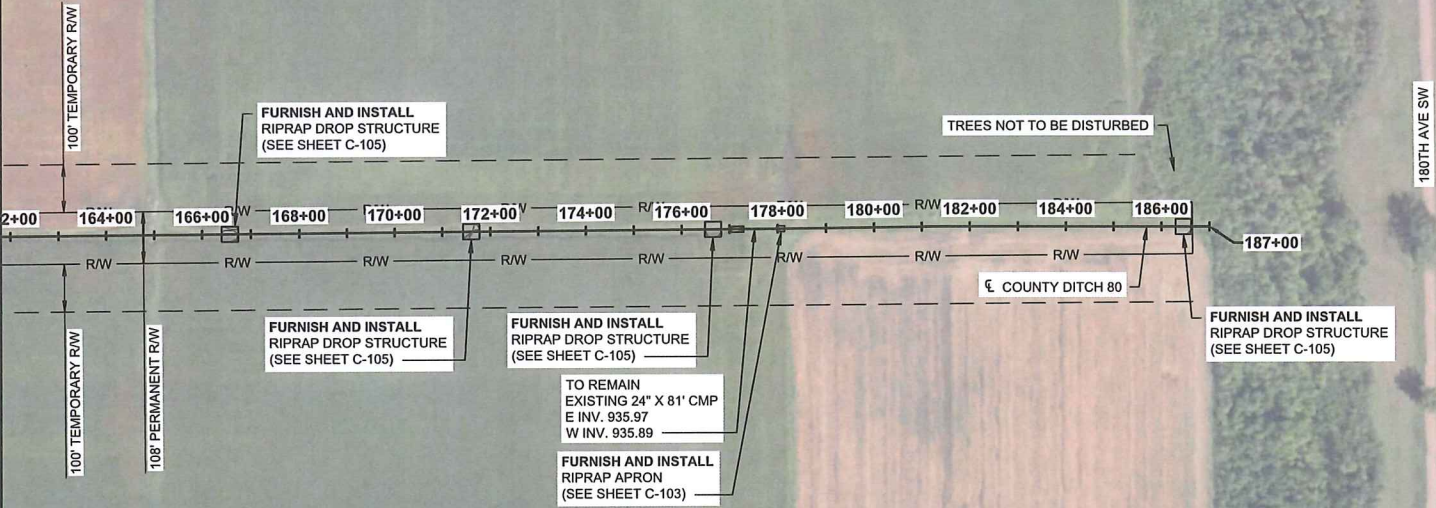 100' TEMPORARY R/W
FURNISH AND INSTALL
RIPRAP DROP STRUCTURE
(SEE SHEET C-105)
TREES NOT TO BE DISTURBED
180TH AVE SW
R/W R/W R/W R/W R/W R/W
2+00 164+00 166+00 168+00 170+00 172+00 174+00 176+00 178+00 180+00 182+00 184+00 186+00
187+00
R/W R/W R/W R/W R/W R/W R/W R/W
℄ COUNTY DITCH 80
FURNISH AND INSTALL
RIPRAP DROP STRUCTURE
(SEE SHEET C-105)
FURNISH AND INSTALL
RIPRAP DROP STRUCTURE
(SEE SHEET C-105)
FURNISH AND INSTALL
RIPRAP DROP STRUCTURE
(SEE SHEET C-105)
100' TEMPORARY R/W
108' PERMANENT R/W
TO REMAIN
EXISTING 24" X 81' CMP
E INV. 935.97
W INV. 935.89
FURNISH AND INSTALL
RIPRAP APRON
(SEE SHEET C-103)